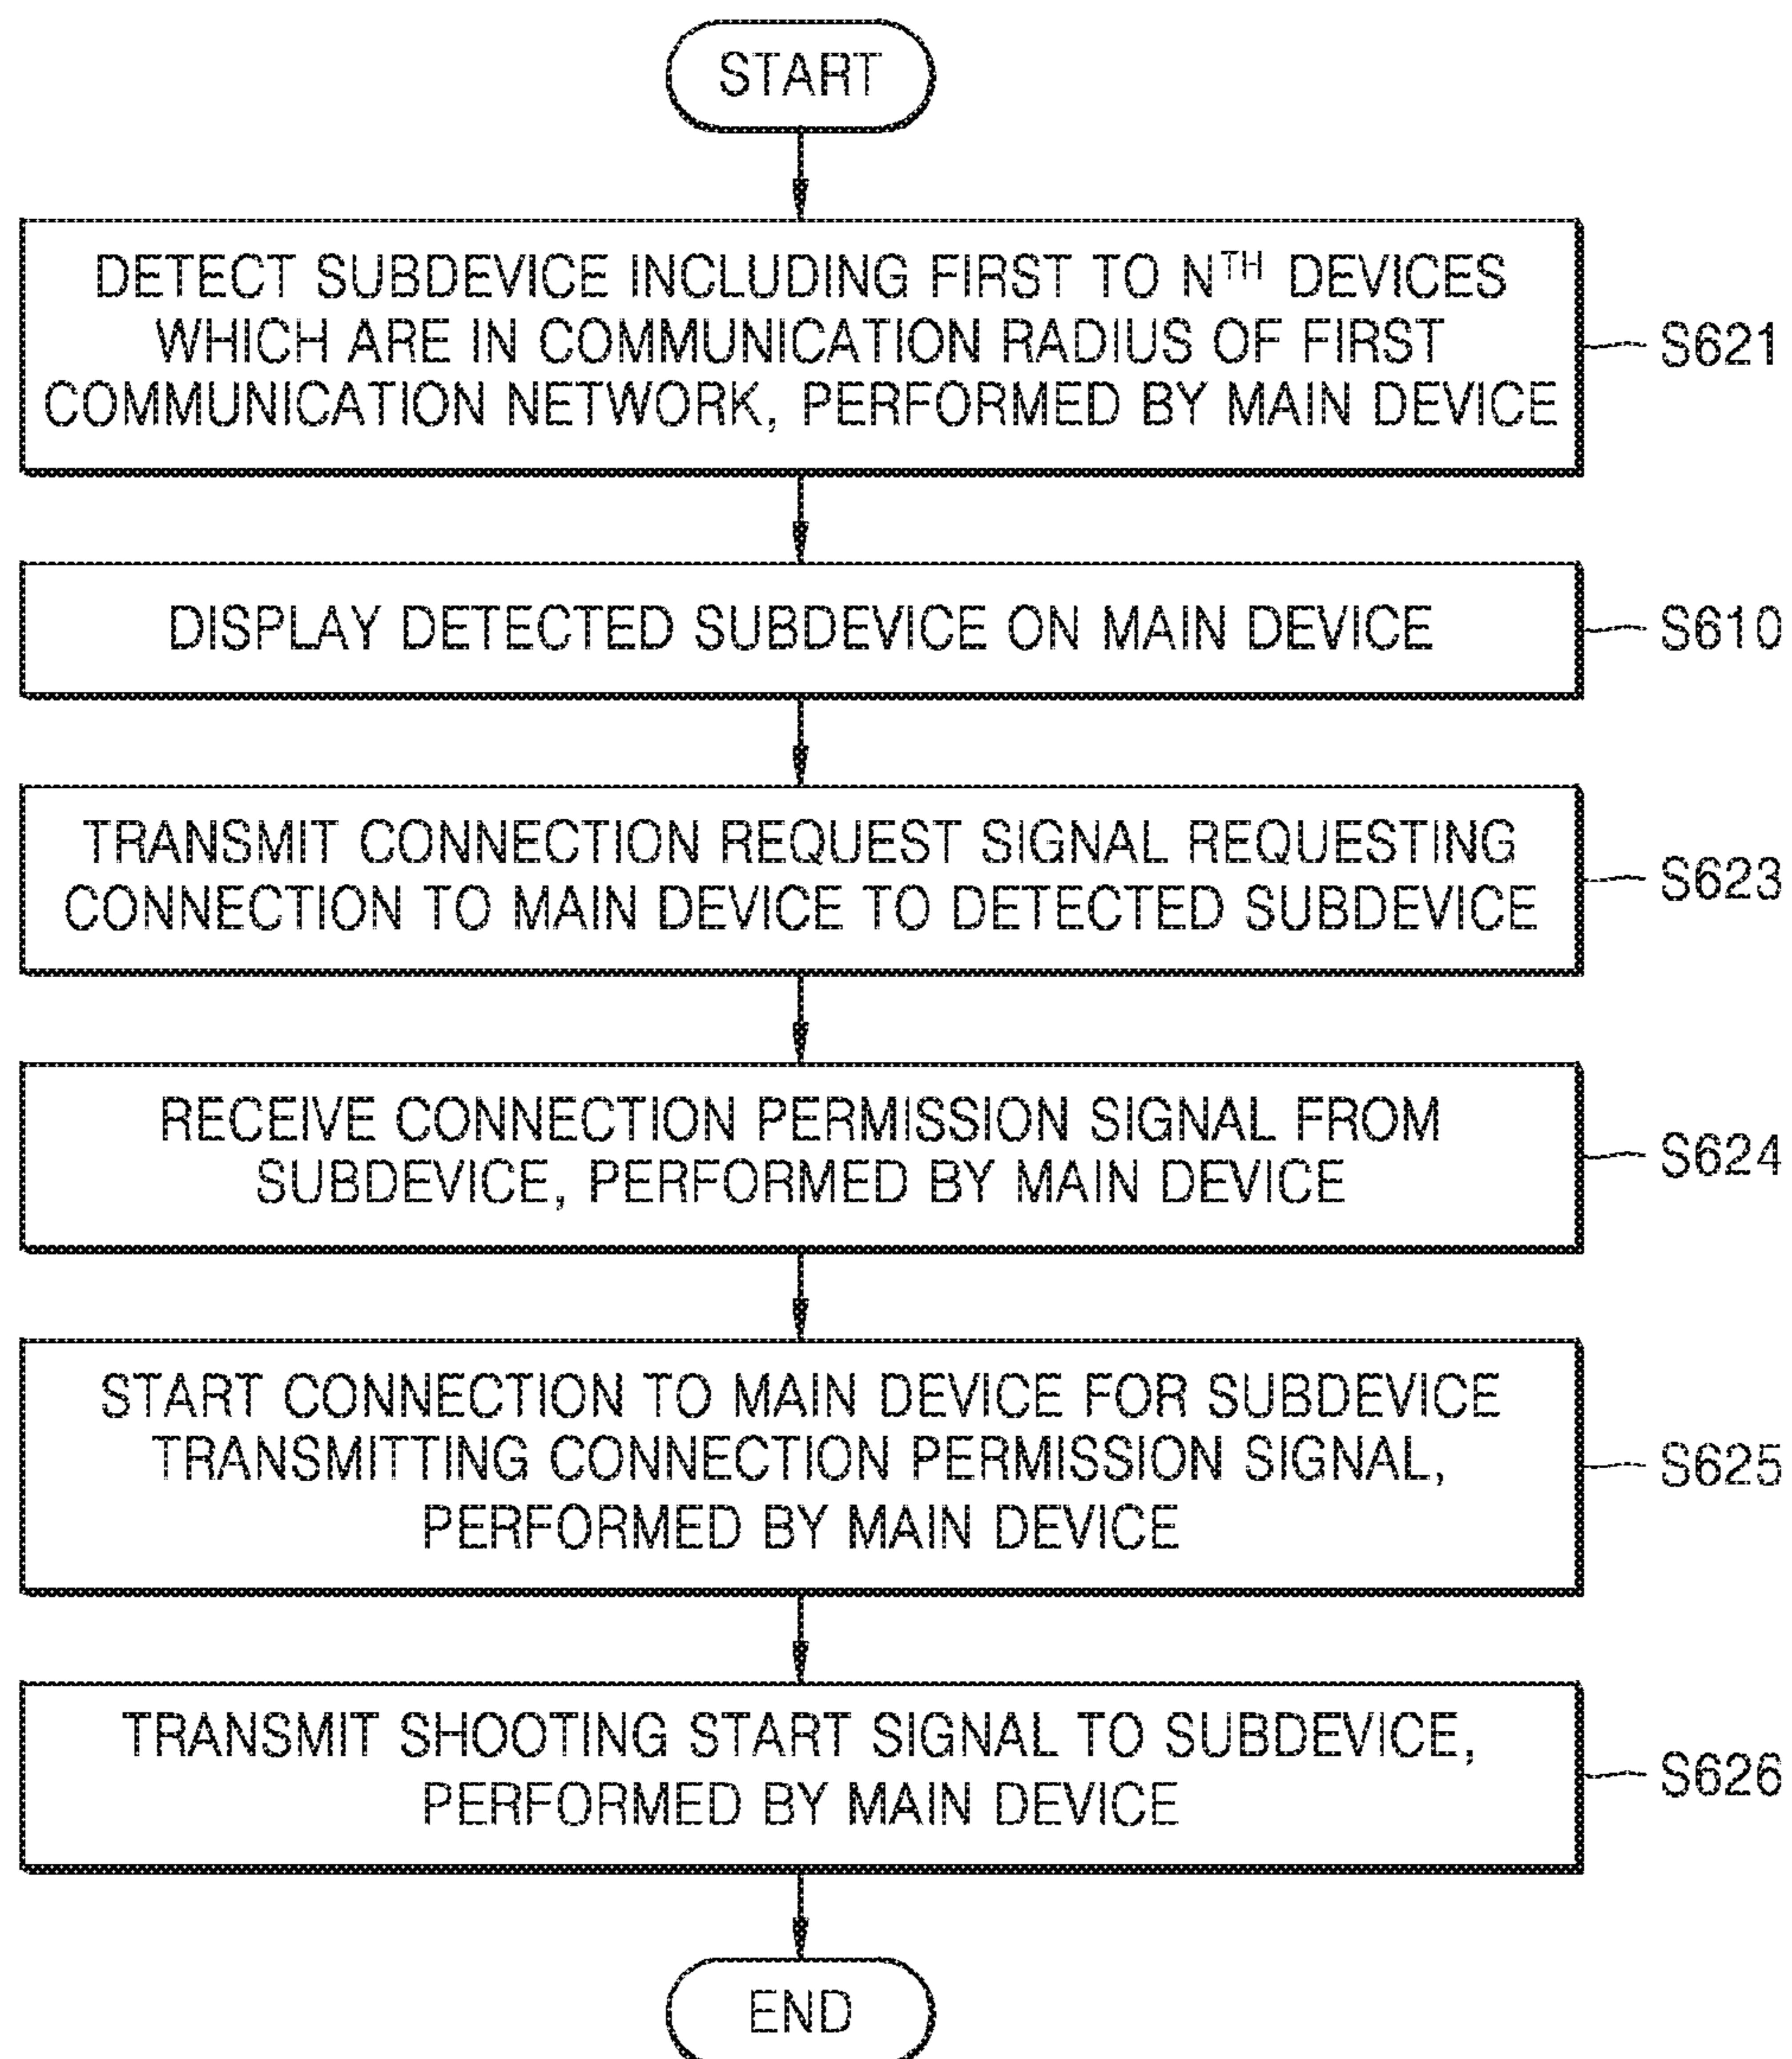 START
DETECT SUBDEVICE INCLUDING FIRST TO NTH DEVICES
WHICH ARE IN COMMUNICATION RADIUS OF FIRST
COMMUNICATION NETWORK, PERFORMED BY MAIN DEVICE
S621
DISPLAY DETECTED SUBDEVICE ON MAIN DEVICE
S610
TRANSMIT CONNECTION REQUEST SIGNAL REQUESTING
CONNECTION TO MAIN DEVICE TO DETECTED SUBDEVICE
S623
RECEIVE CONNECTION PERMISSION SIGNAL FROM
SUBDEVICE, PERFORMED BY MAIN DEVICE
S624
START CONNECTION TO MAIN DEVICE FOR SUBDEVICE
TRANSMITTING CONNECTION PERMISSION SIGNAL,
PERFORMED BY MAIN DEVICE
S625
TRANSMIT SHOOTING START SIGNAL TO SUBDEVICE,
PERFORMED BY MAIN DEVICE
S626
END